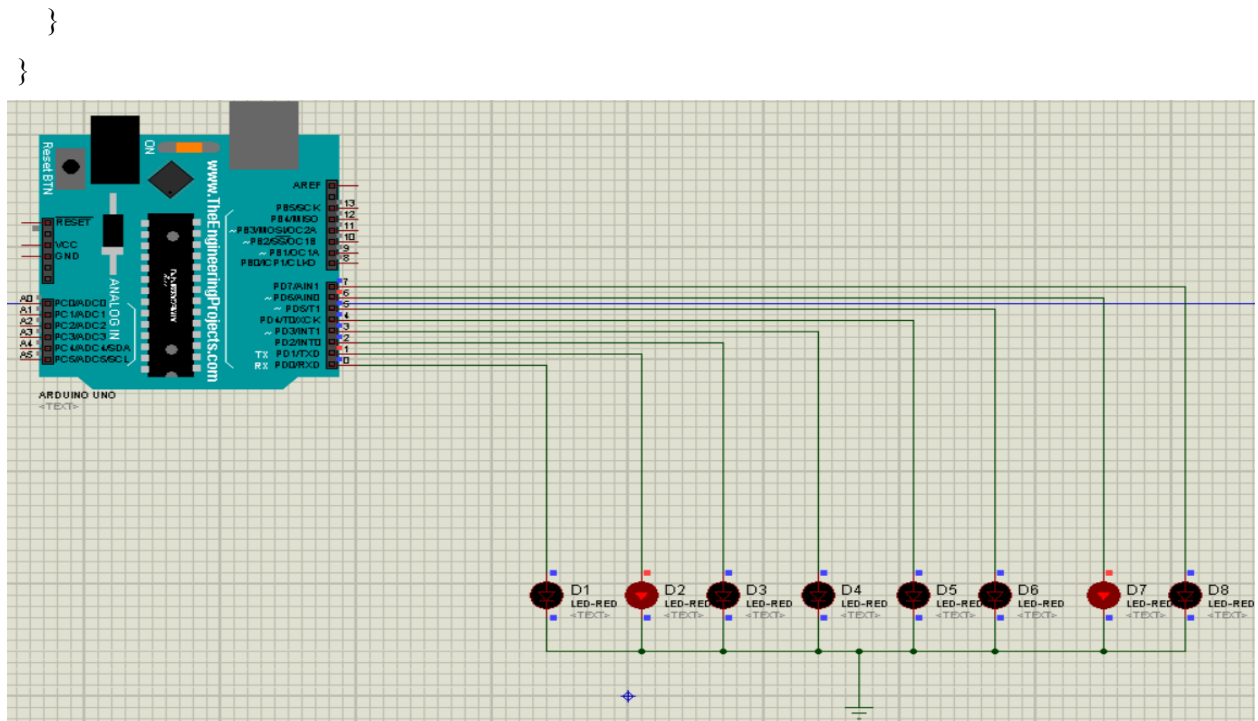 }
}
Reset BTN
ON
www.TheEngineeringProjects.com
ANALOG IN
RESET
VCC
GND
A0 PC0/ADC0
A1 PC1/ADC1
A2 PC2/ADC2
A3 PC3/ADC3
A4 PC4/ADC4/SDA
A5 PC5/ADC5/SCL
AREF
PB5/SCK 13
PB4/MISO 12
~PB3/MOSI/OC2A 11
~PB2/SS/OC1B 10
~PB1/OC1A 9
PB0/ICP1/CLKO 8
PD7/AIN1 7
~PD6/AIN0 6
~PD5/T1 5
PD4/T0/XCK 4
~PD3/INT1 3
PD2/INT0 2
TX PD1/TXD 1
RX PD0/RXD 0
ARDUINO UNO
<TEXT>
D1
LED-RED
<TEXT>
D2
LED-RED
<TEXT>
D3
LED-RED
<TEXT>
D4
LED-RED
<TEXT>
D5
LED-RED
<TEXT>
D6
LED-RED
<TEXT>
D7
LED-RED
<TEXT>
D8
LED-RED
<TEXT>